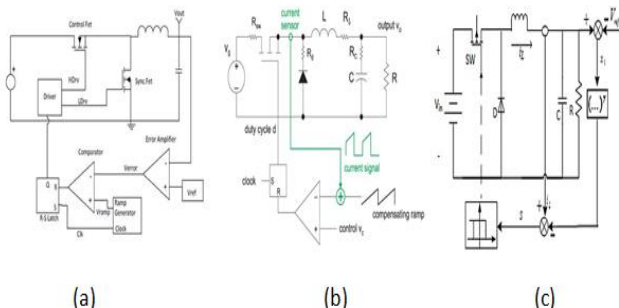 Vout
Control Fet
HDrv
Sync Fet
Driver
LDrv
Error Amplifier
Comparator
Verror
Q
R
S
R-S Latch
Vramp
Ramp Generator
Clock
Clk
Vref
(a)
current sensor
L
output v
R
C
R
duty cycle d
clock
S
R
current signal
compensating ramp
control v
(b)
SW
V
D
C
R
(...)
(c)